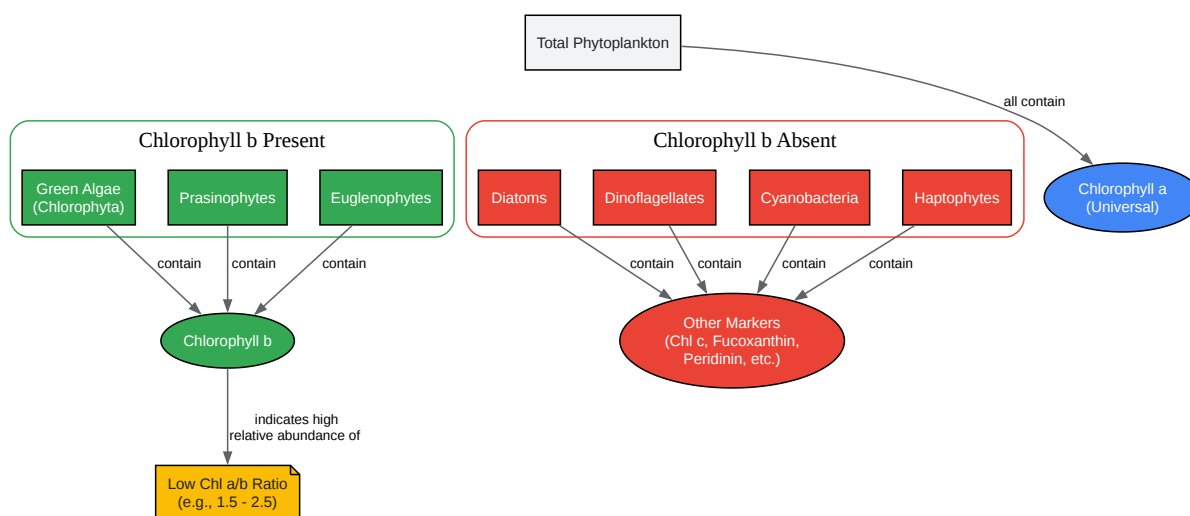 Total Phytoplankton
all contain
Chlorophyll b Present
Chlorophyll b Absent
Green Algae
(Chlorophyta)
Prasinophytes
Euglenophytes
Diatoms
Dinoflagellates
Cyanobacteria
Haptophytes
Chlorophyll a
(Universal)
contain
contain
contain
contain
contain
contain
contain
Chlorophyll b
Other Markers
(Chl c, Fucoxanthin,
Peridinin, etc.)
indicates high
relative abundance of
Low Chl a/b Ratio
(e.g., 1.5 - 2.5)